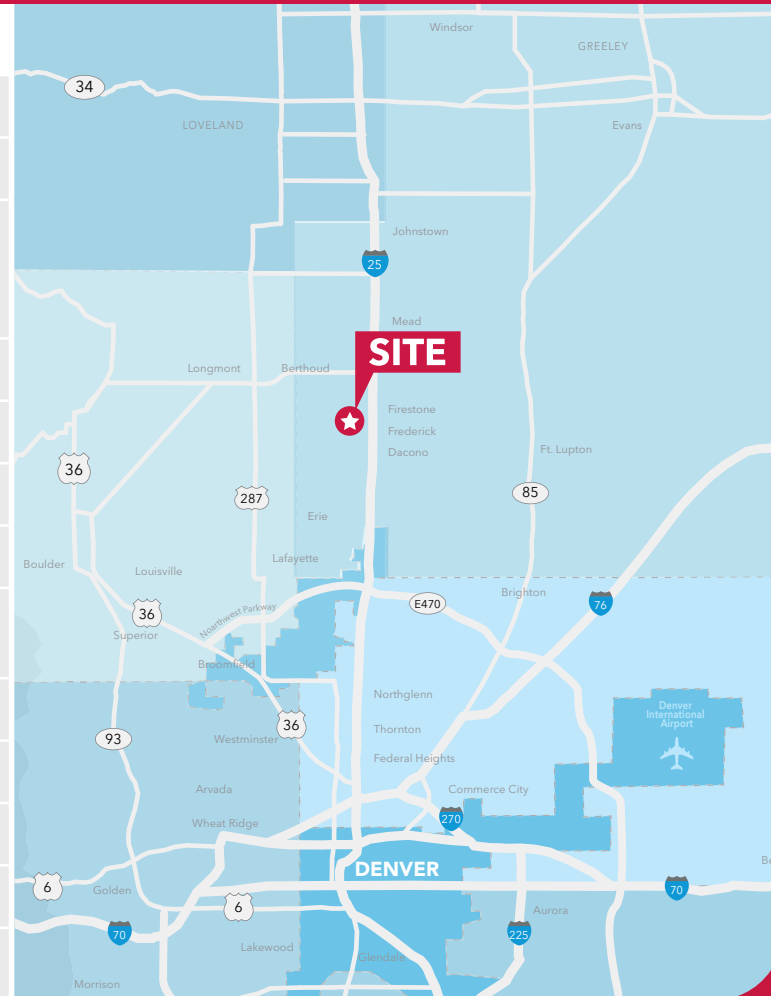 Windsor
GREELEY
34
LOVELAND
Evans
Johnstown
25
Mead
SITE
Longmont
Berthoud
Firestone
Frederick
Dacono
Ft. Lupton
36
287
85
Erie
Lafayette
Boulder
Louisville
Brighton
E470
76
36
Noarthwest Parkway
Superior
Broomfield
Northglenn
Denver
International
Airport
36
Thornton
93
Westminster
Federal Heights
Arvada
Commerce City
270
Wheat Ridge
DENVER
6
Golden
70
6
Aurora
70
225
Lakewood
Glendale
Morrison